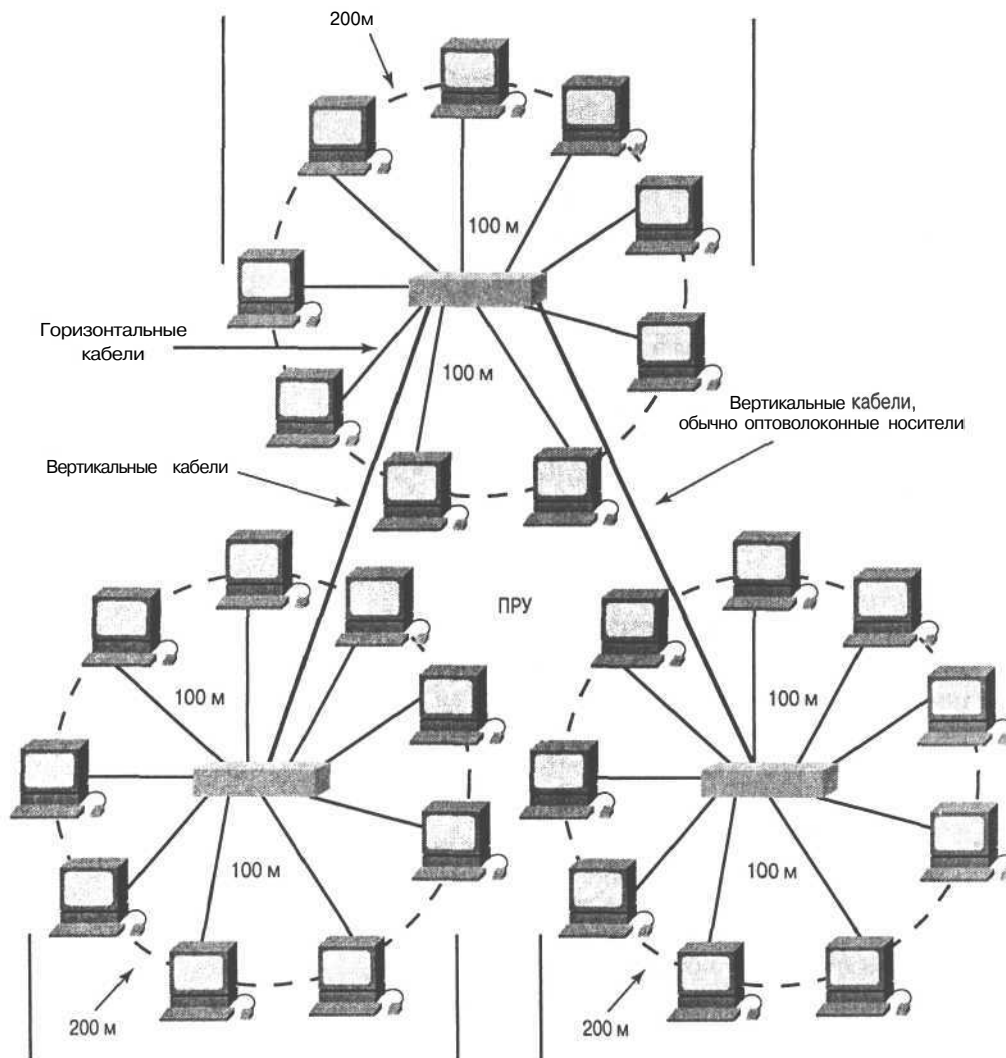 200м
100 м
Горизонтальные
кабели
100 м
Вертикальные кабели,
обычно оптоволоконные носители
Вертикальные кабели
ПРУ
100 м
100 м
100 м
100 м
200 м
200 м